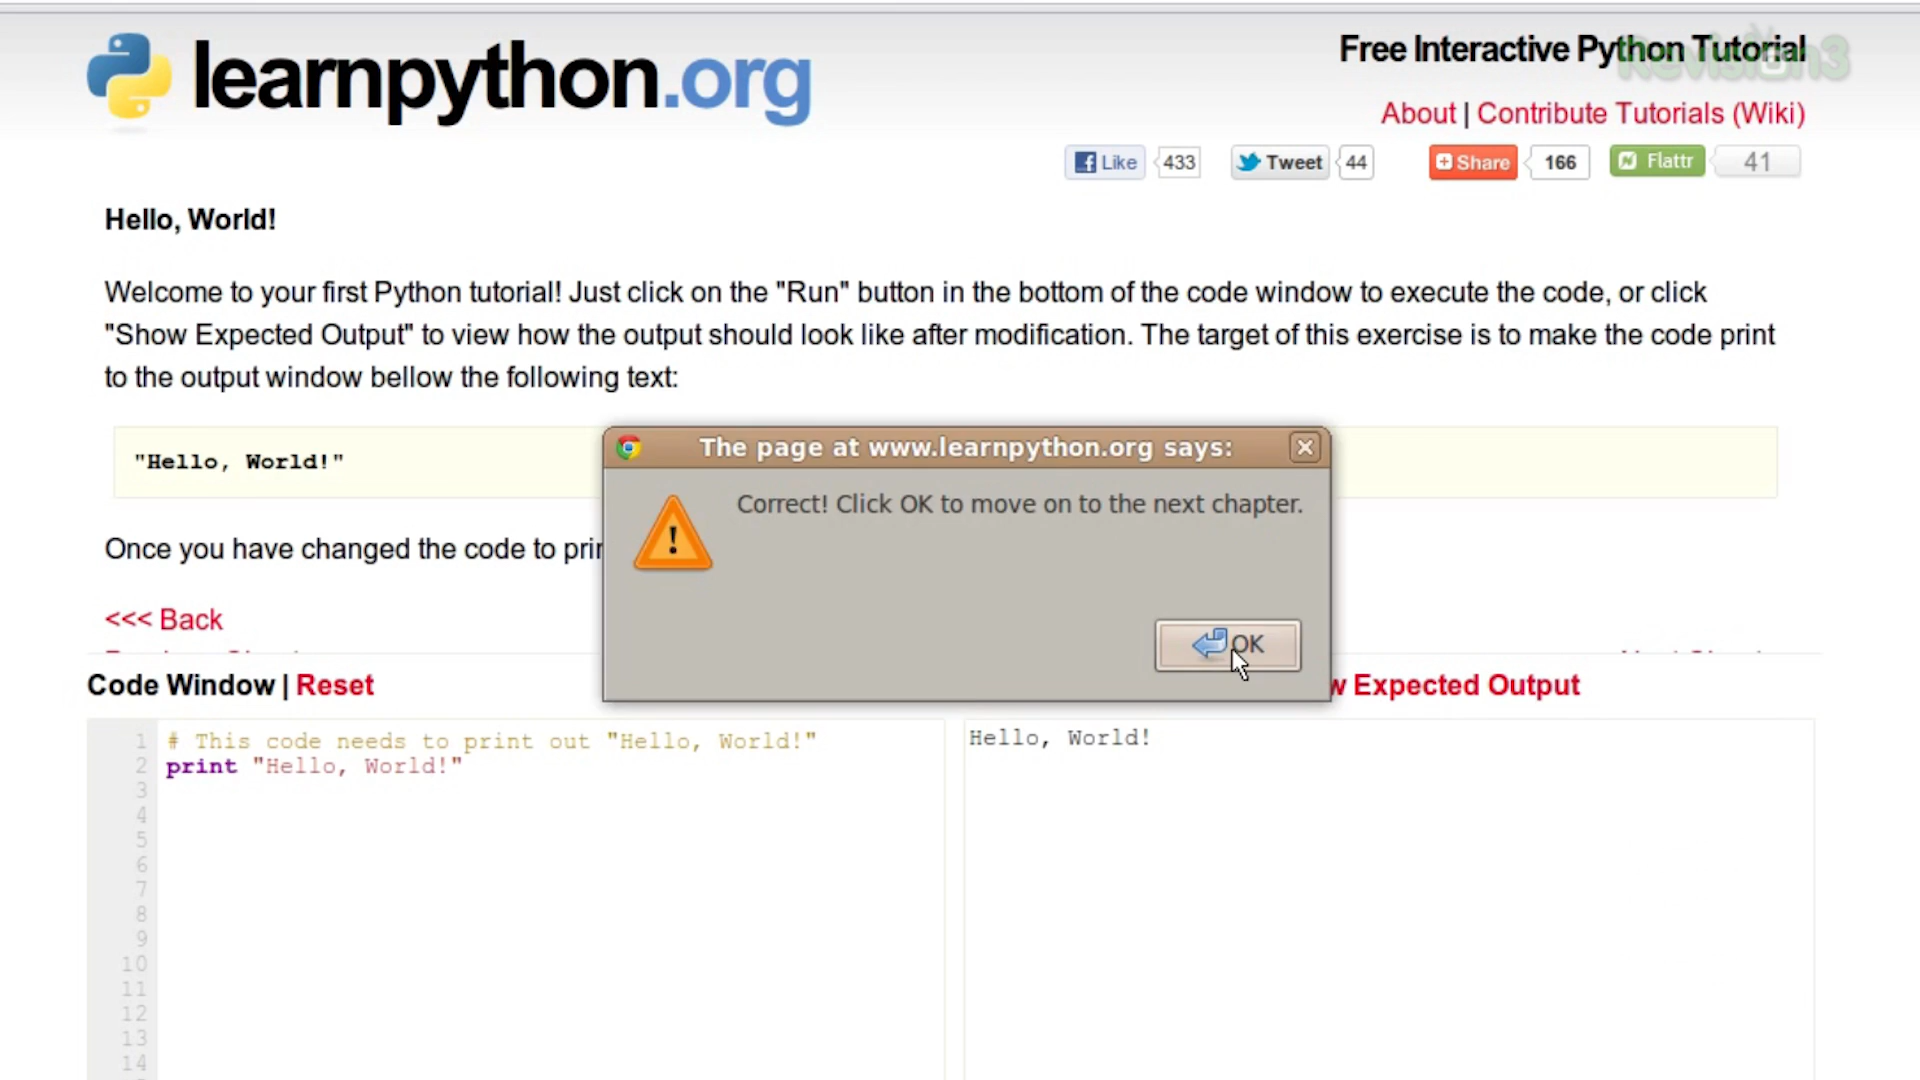 learnpython.org
Free Interactive Python Tutorial
Revision3
About | Contribute Tutorials (Wiki)
Like 433 Tweet 44 Share 166 Flattr 41
Hello, World!
Welcome to your first Python tutorial! Just click on the "Run" button in the bottom of the code window to execute the code, or click
"Show Expected Output" to view how the output should look like after modification. The target of this exercise is to make the code print
to the output window bellow the following text:
"Hello, World!"
The page at www.learnpython.org says:
Correct! Click OK to move on to the next chapter.
OK
Once you have changed the code to prin
<<< Back
Code Window | Reset
w Expected Output
1 # This code needs to print out "Hello, World!"
2 print "Hello, World!"
3
4
5
6
7
8
9
10
11
12
13
14
Hello, World!